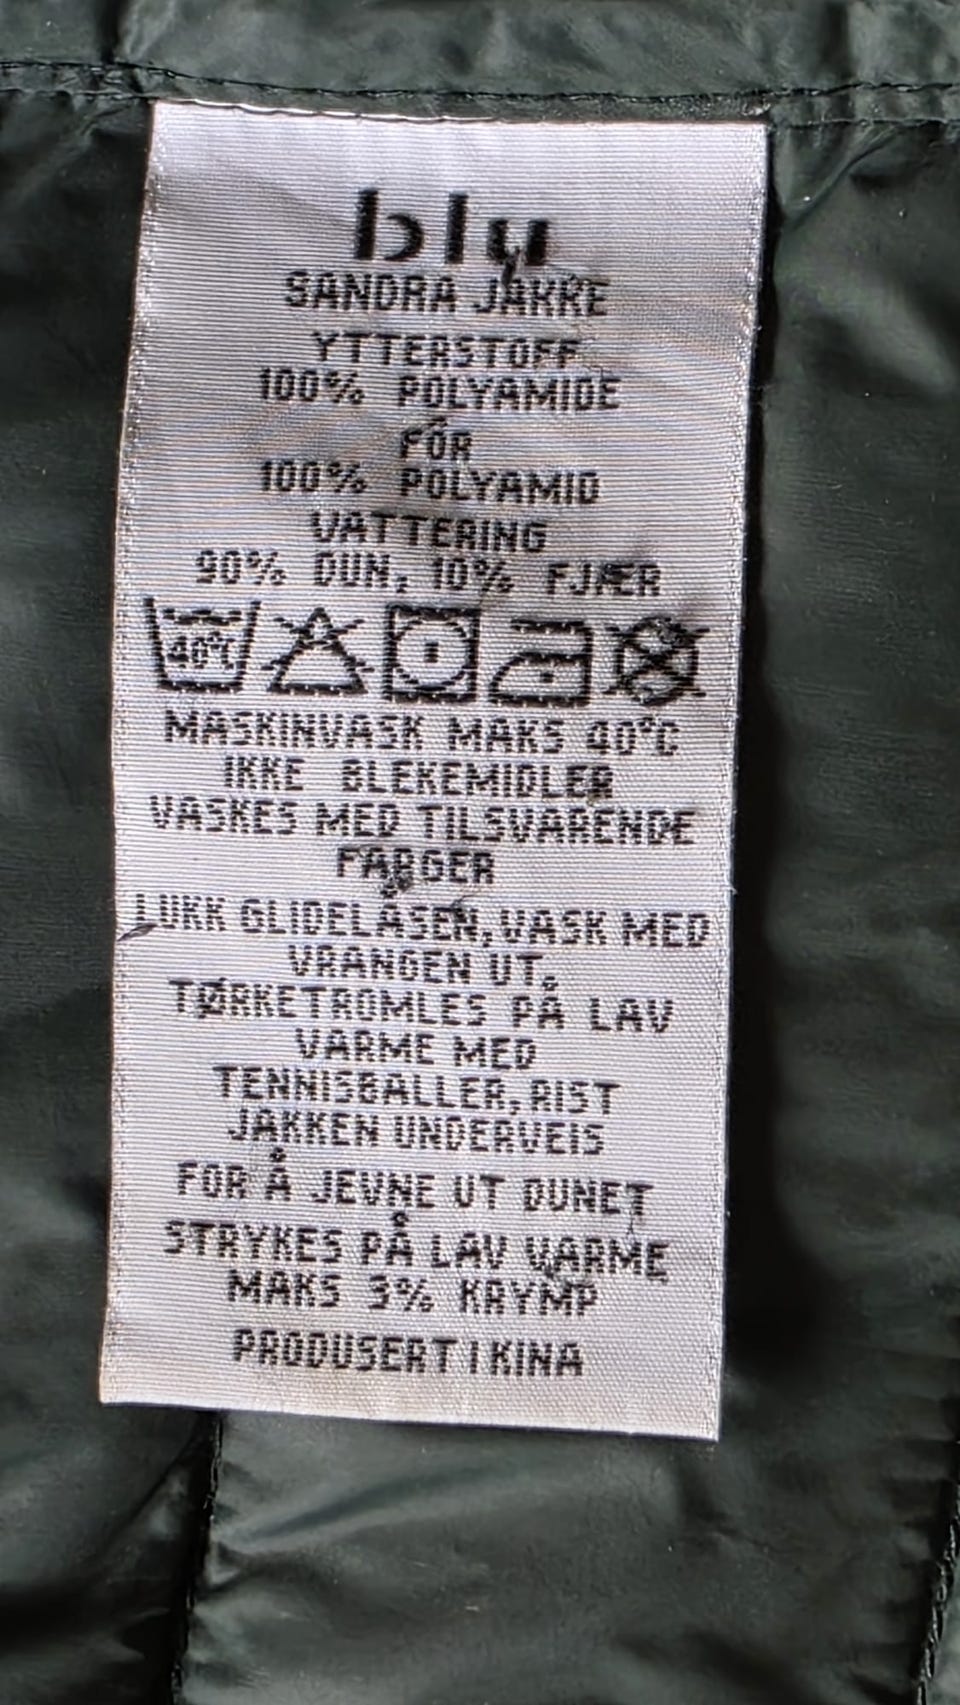 blu
SANDRA JAKKE
YTTERSTOFF
100% POLYAMIDE
FÔR
100% POLYAMID
VATTERING
90% DUN, 10% FJÆR
40°C
MASKINVASK MAKS 40°C
IKKE BLEKEMIDLER
VASKES MED TILSVARENDE
FARGER
LUKK GLIDELÅSEN, VASK MED
VRANGEN UT.
TØRKETROMLES PÅ LAV
VARME MED
TENNISBALLER, RIST
JAKKEN UNDERVEIS
FOR Å JEVNE UT DUNET
STRYKES PÅ LAV VARME
MAKS 3% KRYMP
PRODUSERT I KINA